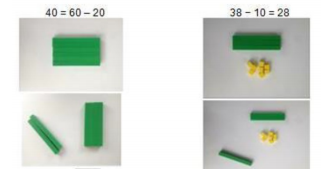 40 = 60 – 20
38 – 10 = 28